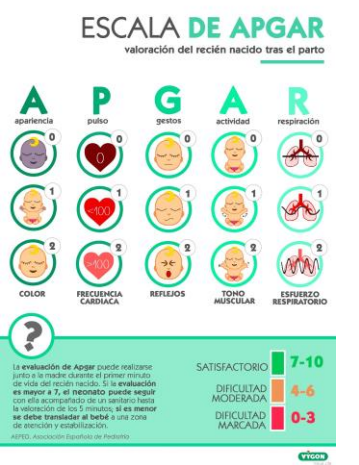 ESCALA DE APGAR
valoración del recién nacido tras el parto
A P G A R
apariencia pulso gestos actividad respiración
0 0 0 0 0
0
1 1 1 1 1
<100
2 2 2 2 2
>100
COLOR FRECUENCIA CARDIACA REFLEJOS TONO MUSCULAR ESFUERZO RESPIRATORIO
?
La evaluación de Apgar puede realizarse
junto a la madre durante el primer minuto
de vida del recién nacido. Si la evaluación
es mayor a 7, el neonato puede seguir
con ella acompañado de un sanitario hasta
la valoración de los 5 minutos; si es menor
se debe transladar al bebé a una zona
de atención y estabilización.
AEPED. Asociación Española de Pediatría
SATISFACTORIO 7-10
DIFICULTAD MODERADA 4-6
DIFICULTAD MARCADA 0-3
VYGON